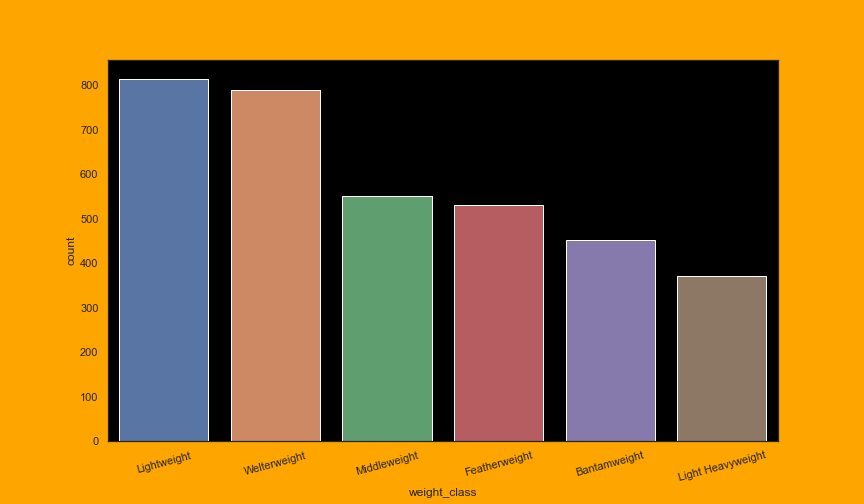 800
700
600
500
400
300
200
100
0
count
Lightweight
Welterweight
Middleweight
Featherweight
Bantamweight
Light Heavyweight
weight_class